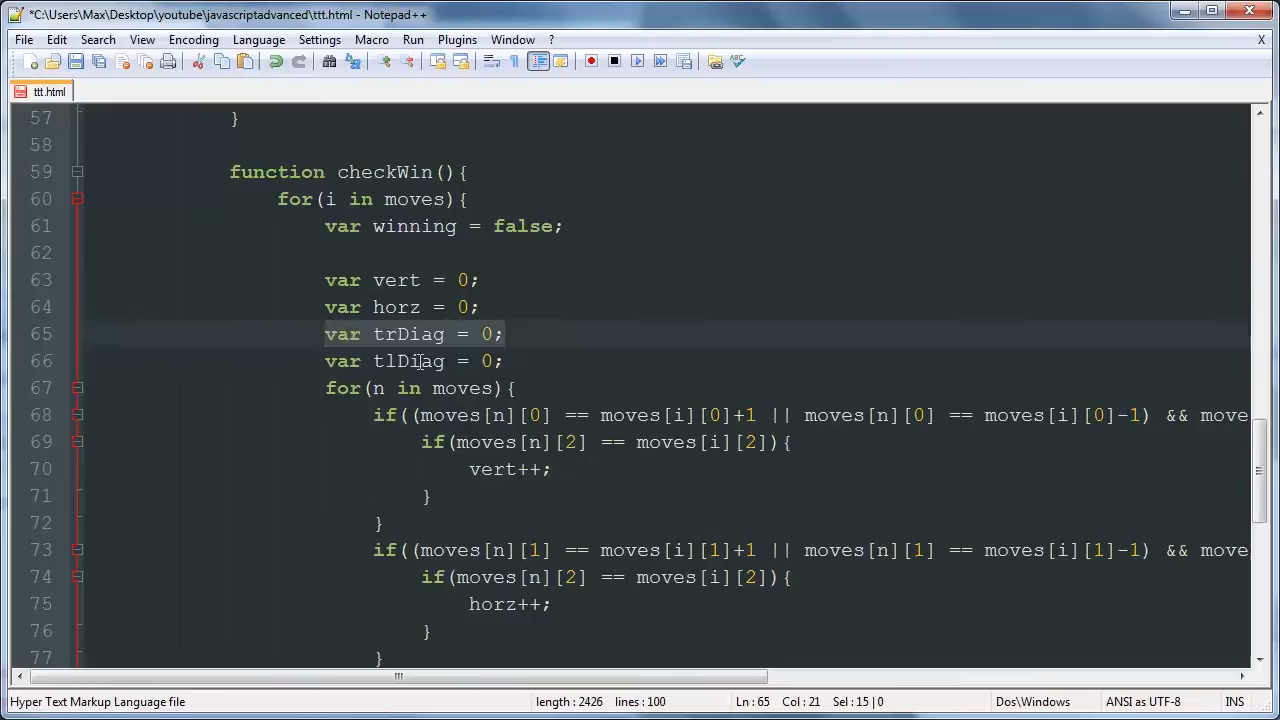 *C:\Users\Max\Desktop\youtube\javascriptadvanced\ttt.html - Notepad++
File Edit Search View Encoding Language Settings Macro Run Plugins Window ? X
ttt.html
57 }
58
59 function checkWin(){
60 for(i in moves){
61 var winning = false;
62
63 var vert = 0;
64 var horz = 0;
65 var trDiag = 0;
66 var tlDiag = 0;
67 for(n in moves){
68 if((moves[n][0] == moves[i][0]+1 || moves[n][0] == moves[i][0]-1) && move
69 if(moves[n][2] == moves[i][2]){
70 vert++;
71 }
72 }
73 if((moves[n][1] == moves[i][1]+1 || moves[n][1] == moves[i][1]-1) && move
74 if(moves[n][2] == moves[i][2]){
75 horz++;
76 }
77 }
Hyper Text Markup Language file length : 2426 lines : 100 Ln : 65 Col : 21 Sel : 15 | 0 Dos\Windows ANSI as UTF-8 INS